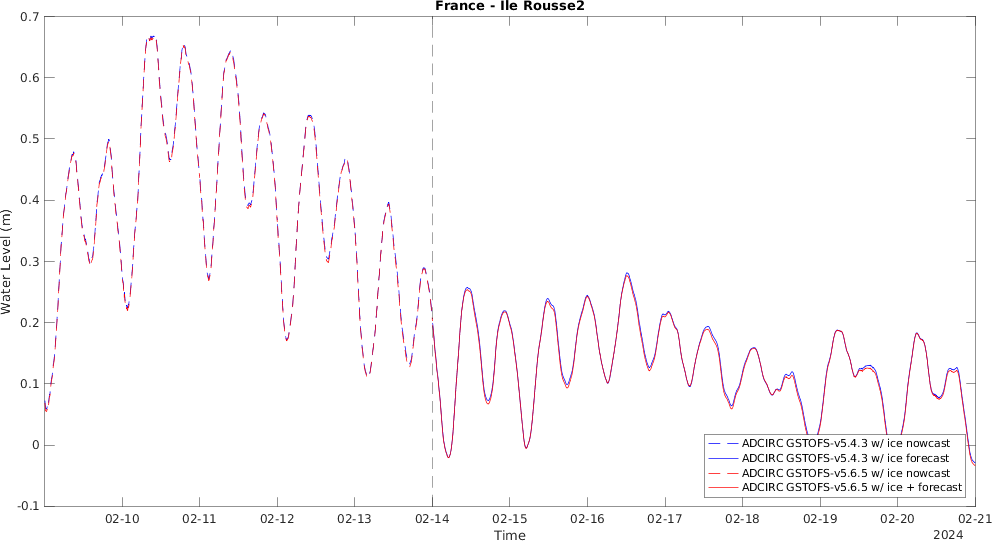 France - Ile Rousse2
0.7
0.6
0.5
0.4
0.3
0.2
0.1
0
-0.1
Water Level (m)
ADCIRC GSTOFS-v5.4.3 w/ ice nowcast
ADCIRC GSTOFS-v5.4.3 w/ ice forecast
ADCIRC GSTOFS-v5.6.5 w/ ice nowcast
ADCIRC GSTOFS-v5.6.5 w/ ice + forecast
02-10 02-11 02-12 02-13 02-14 02-15 02-16 02-17 02-18 02-19 02-20 02-21
Time
2024